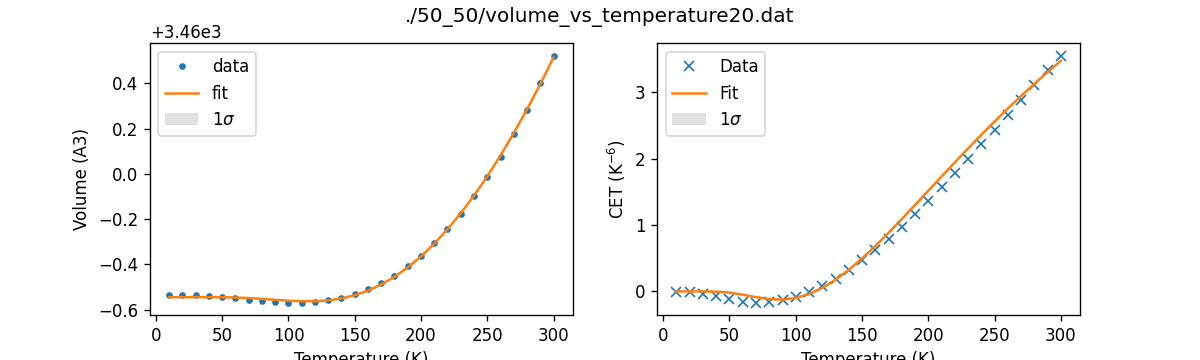 ./50_50/volume_vs_temperature20.dat
+3.46e3
data
fit
1σ
0.4
0.2
0.0
−0.2
−0.4
−0.6
Volume (A3)
0 50 100 150 200 250 300
Temperature (K)
Data
Fit
1σ
3
2
1
0
CET (K⁻⁶)
0 50 100 150 200 250 300
Temperature (K)